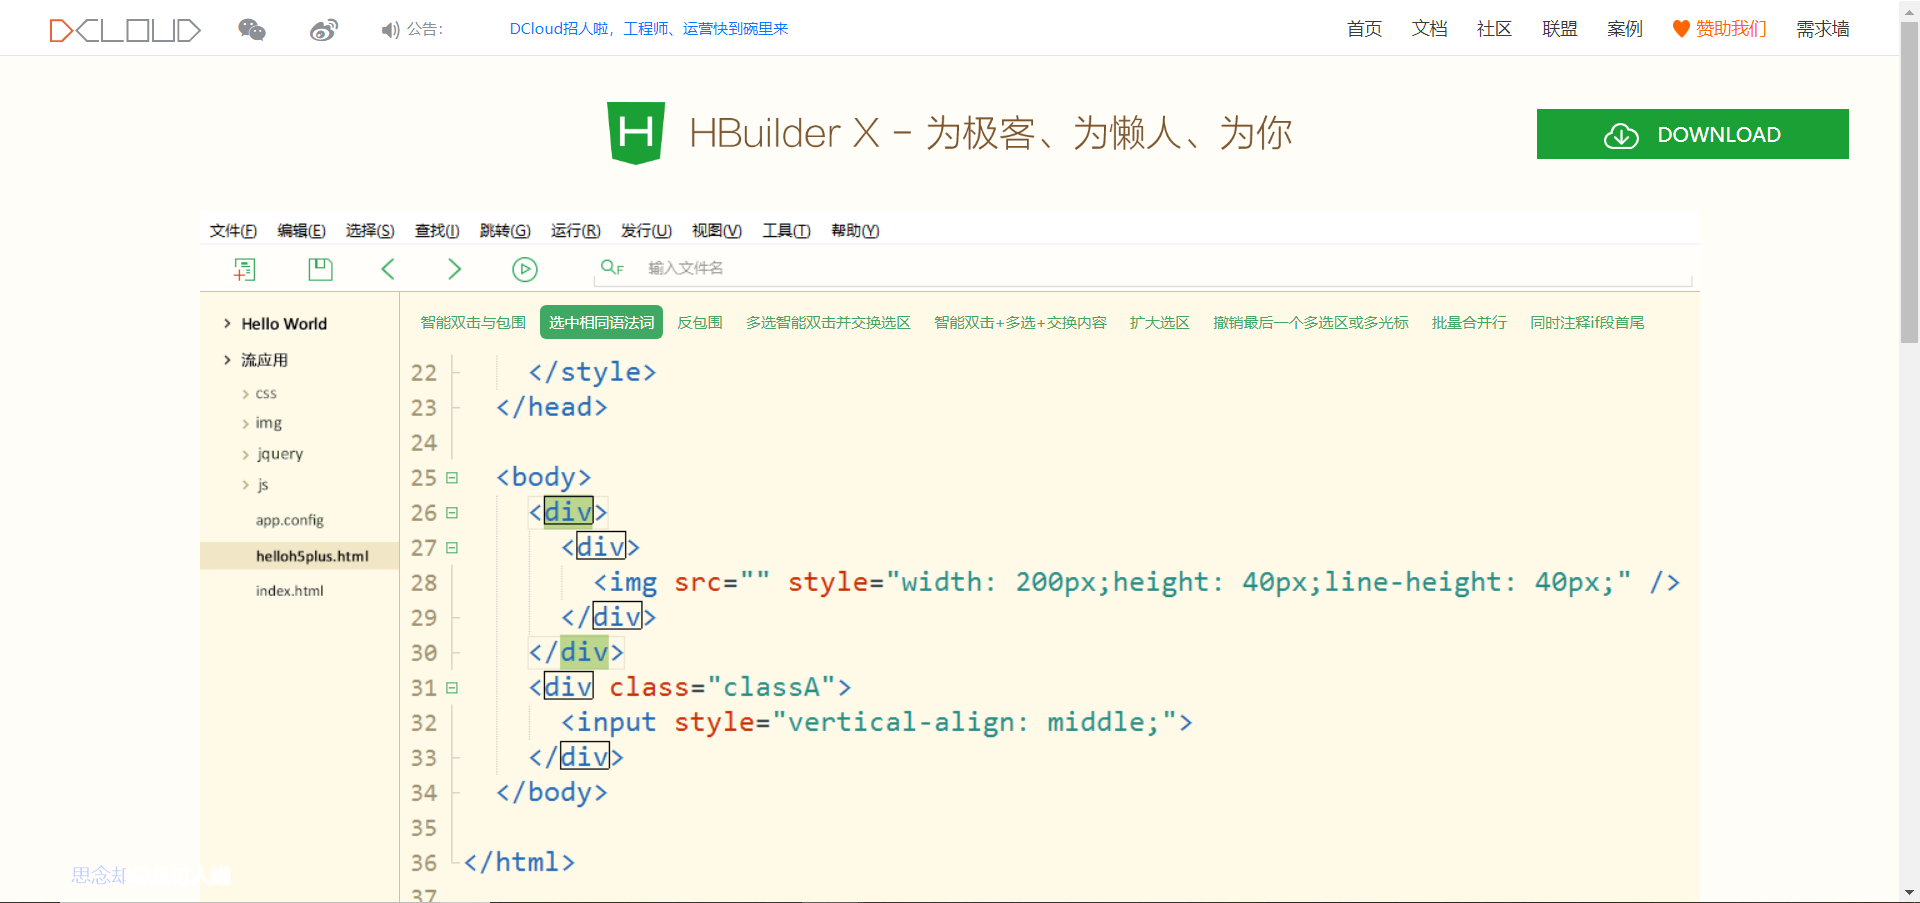 DCLOUD 公告: DCloud招人啦，工程师、运营快到碗里来 首页 文档 社区 联盟 案例 赞助我们 需求墙
H HBuilder X - 为极客、为懒人、为你 DOWNLOAD
文件(F) 编辑(E) 选择(S) 查找(I) 跳转(G) 运行(R) 发行(U) 视图(V) 工具(T) 帮助(Y)
F 输入文件名
Hello World
流应用
css
img
jquery
js
app.config
helloh5plus.html
index.html
智能双击与包围 选中相同语法词 反包围 多选智能双击并交换选区 智能双击+多选+交换内容 扩大选区 撤销最后一个多选区或多光标 批量合并行 同时注释if段首尾
22 </style>
23 </head>
24
25 <body>
26 <div>
27 <div>
28 <img src="" style="width: 200px;height: 40px;line-height: 40px;" />
29 </div>
30 </div>
31 <div class="classA">
32 <input style="vertical-align: middle;">
33 </div>
34 </body>
35
36 </html>
37
思念却